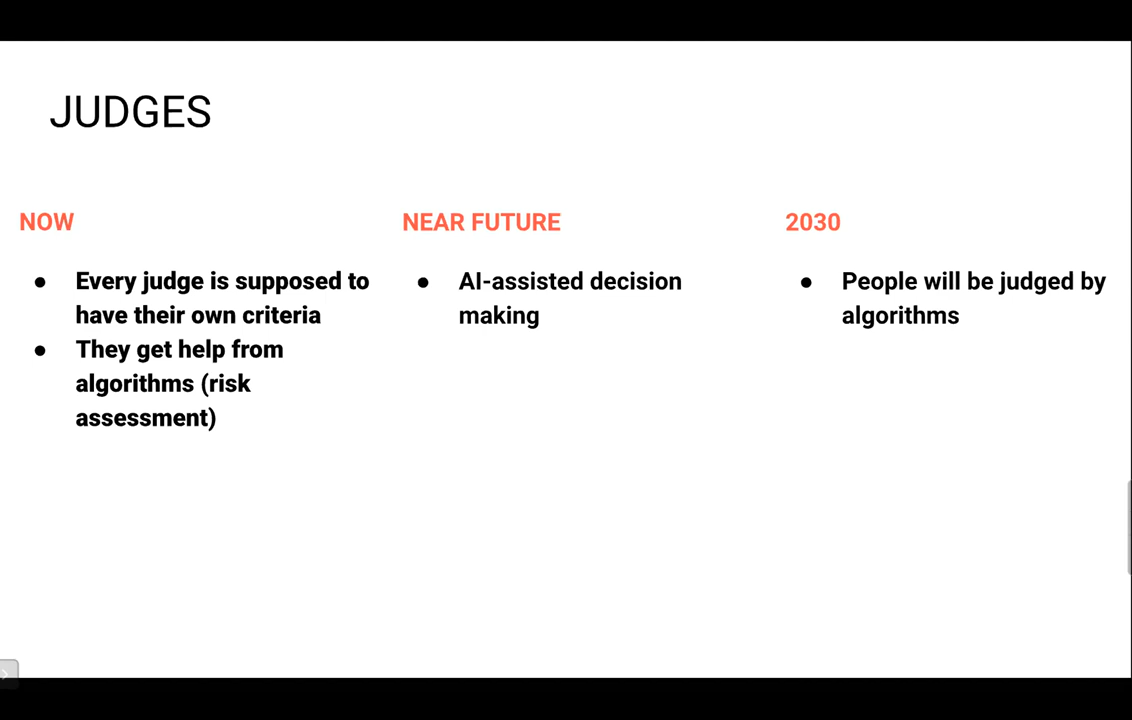 JUDGES
NOW
● Every judge is supposed to
have their own criteria
● They get help from
algorithms (risk
assessment)
NEAR FUTURE
● AI-assisted decision
making
2030
● People will be judged by
algorithms